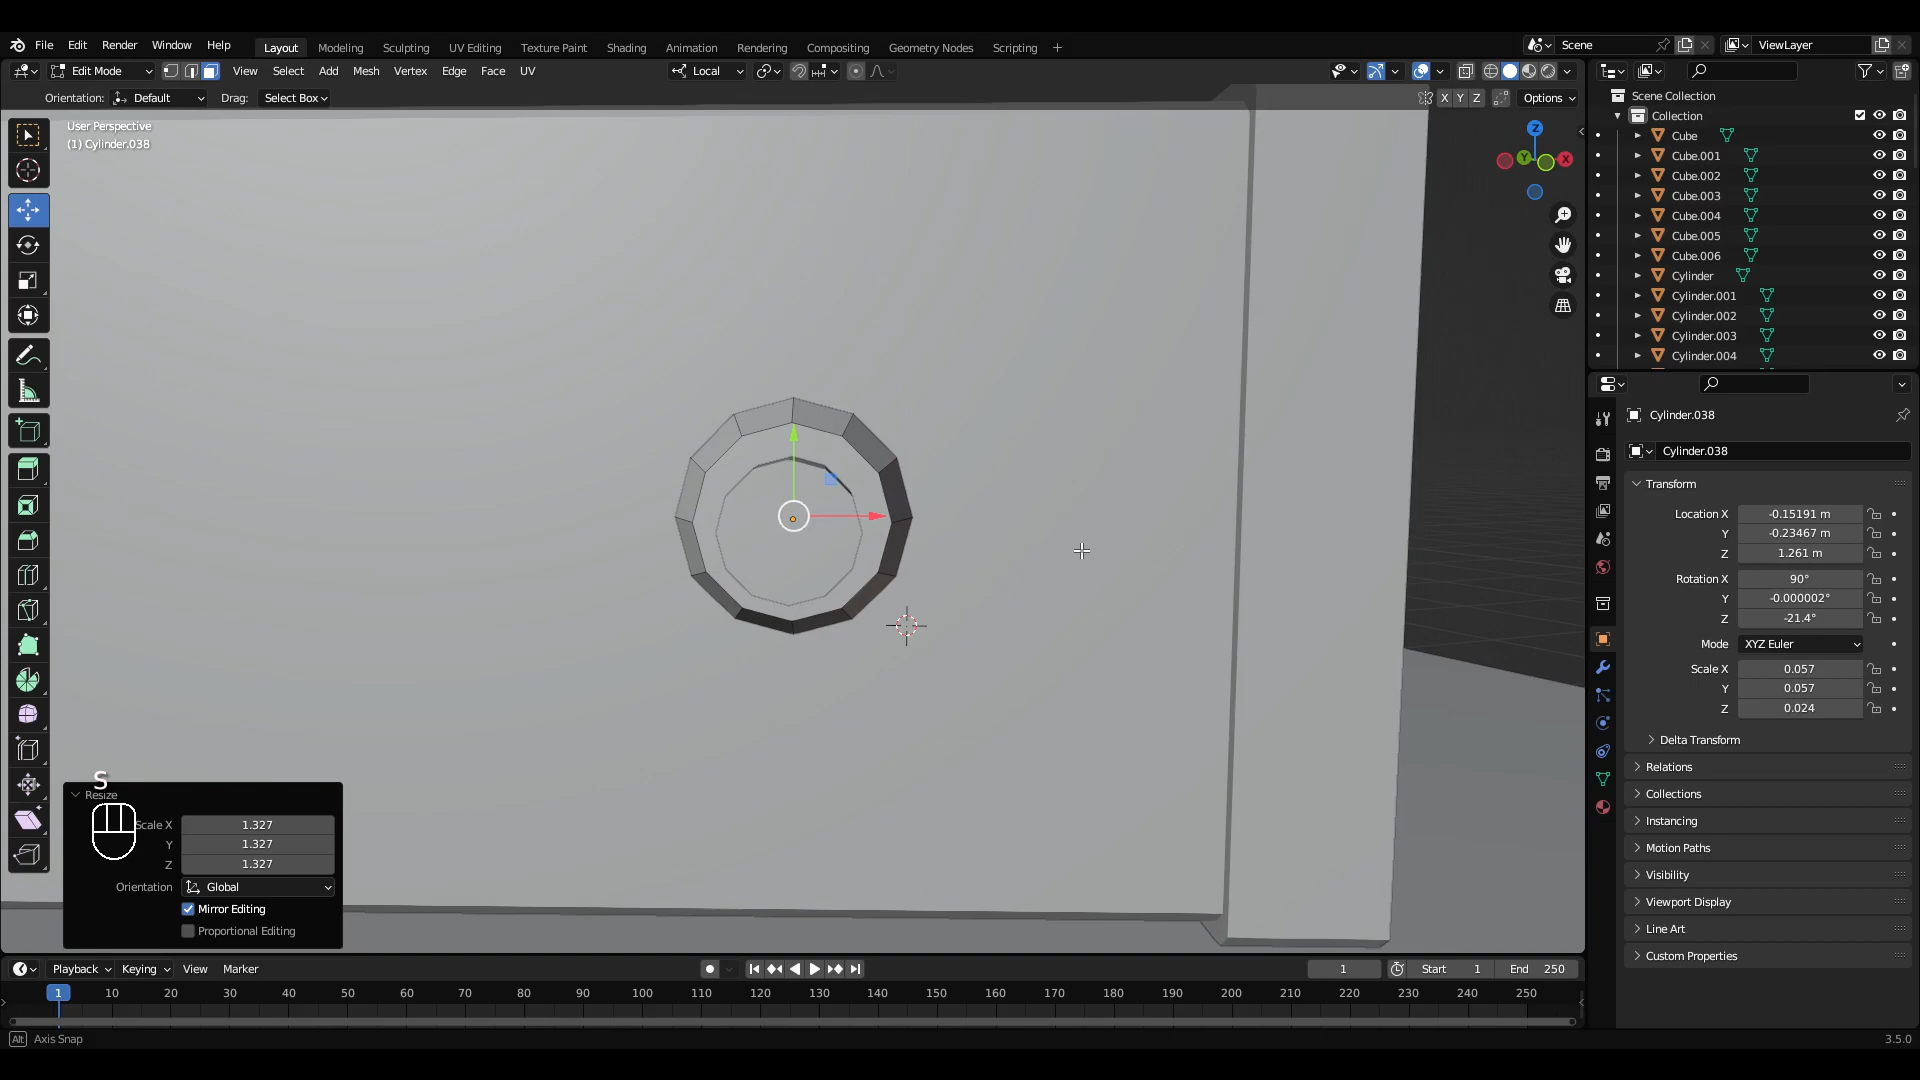 File Edit Render Window Help Layout Modeling Sculpting UV Editing Texture Paint Shading Animation Rendering Compositing Geometry Nodes Scripting + Scene ViewLayer
Edit Mode View Select Add Mesh Vertex Edge Face UV Local
Orientation: Default Drag: Select Box X Y Z Options
User Perspective
(1) Cylinder.038
Z
Y
X
Scene Collection
Collection
Cube
Cube.001
Cube.002
Cube.003
Cube.004
Cube.005
Cube.006
Cylinder
Cylinder.001
Cylinder.002
Cylinder.003
Cylinder.004
Cylinder.038
Cylinder.038
Transform
Location X -0.15191 m
Y -0.23467 m
Z 1.261 m
Rotation X 90°
Y -0.000002°
Z -21.4°
Mode XYZ Euler
Scale X 0.057
Y 0.057
Z 0.024
Delta Transform
Relations
Collections
Instancing
Motion Paths
Visibility
Viewport Display
Line Art
Custom Properties
S
Resize
Scale X 1.327
Y 1.327
Z 1.327
Orientation Global
Mirror Editing
Proportional Editing
Playback Keying View Marker 1 Start 1 End 250
1 10 20 30 40 50 60 70 80 90 100 110 120 130 140 150 160 170 180 190 200 210 220 230 240 250
Alt Axis Snap 3.5.0